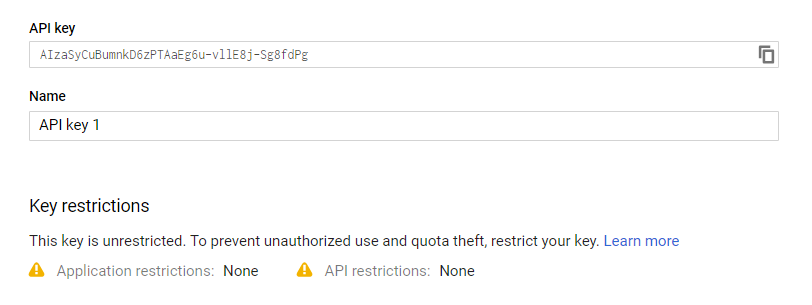 API key
AIzaSyCuBumnkD6zPTAaEg6u-vllE8j-Sg8fdPg
Name
API key 1
Key restrictions
This key is unrestricted. To prevent unauthorized use and quota theft, restrict your key. Learn more
Application restrictions: None API restrictions: None